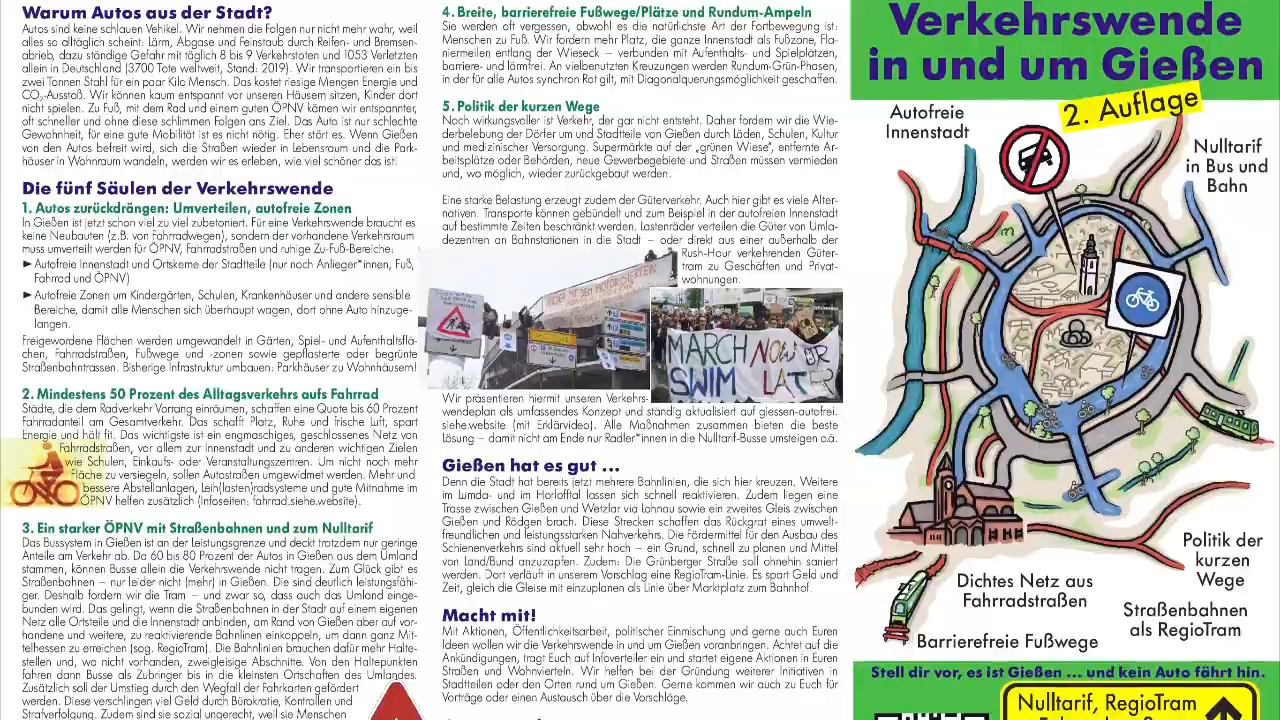 Warum Autos aus der Stadt?
Autos sind keine schlauen Vehikel. Wir nehmen die Folgen nur nicht mehr wahr, weil
alles so alltäglich scheint: Lärm, Abgase und Feinstaub durch Reifen- und Bremsen-
abrieb, dazu ständige Gefahr mit täglich 8 bis 9 Verkehrstoten und 1053 Verletzten
allein in Deutschland (3700 Tote weltweit, Stand: 2019). Wir transportieren ein bis
zwei Tonnen Stahl für ein paar Kilo Mensch. Das kostet riesige Mengen Energie und
CO₂-Ausstoß. Wir können kaum entspannt vor unseren Häusern sitzen, Kinder dort
nicht spielen. Zu Fuß, mit dem Rad und einem guten ÖPNV kämen wir entspannter,
oft schneller und ohne diese schlimmen Folgen ans Ziel. Das Auto ist nur schlechte
Gewohnheit, für eine gute Mobilität ist es nicht nötig. Eher stört es. Wenn Gießen
von den Autos befreit wird, sich die Straßen wieder in Lebensraum und die Park-
häuser in Wohnraum wandeln, werden wir es erleben, wie viel schöner das ist!
Die fünf Säulen der Verkehrswende
1. Autos zurückdrängen: Umverteilen, autofreie Zonen
In Gießen ist jetzt schon viel zu viel zubetoniert. Für eine Verkehrswende braucht es
keine Neubauten (z.B. von Fahrradwegen), sondern der vorhandene Verkehrsraum
muss umverteilt werden für ÖPNV, Fahrradstraßen und ruhige Zu-Fuß-Bereiche:
► Autofreie Innenstadt und Ortskerne der Stadtteile (nur noch Anlieger*innen, Fuß,
Fahrrad und ÖPNV)
► Autofreie Zonen um Kindergärten, Schulen, Krankenhäuser und andere sensible
Bereiche, damit alle Menschen sich überhaupt wagen, dort ohne Auto hinzuge-
langen.
Freigewordene Flächen werden umgewandelt in Gärten, Spiel- und Aufenthaltsflä-
chen, Fahrradstraßen, Fußwege und -zonen sowie gepflasterte oder begrünte
Straßenbahntrassen. Bisherige Infrastruktur umbauen: Parkhäuser zu Wohnhäusern!
2. Mindestens 50 Prozent des Alltagsverkehrs aufs Fahrrad
Städte, die dem Radverkehr Vorrang einräumen, schaffen eine Quote bis 60 Prozent
Fahrradanteil am Gesamtverkehr. Das schafft Platz, Ruhe und frische Luft, spart
Energie und hält fit. Das wichtigste ist ein engmaschiges, geschlossenes Netz von
Fahrradstraßen, vor allem zur Innenstadt und zu anderen wichtigen Zielen
wie Schulen, Einkaufs- oder Veranstaltungszentren. Um nicht noch mehr
Fläche zu versiegeln, sollen Autostraßen umgewidmet werden. Mehr und
bessere Abstellanlagen, Lein(lasten)radsysteme und gute Mitnahme im
ÖPNV helfen zusätzlich (Infoseiten: fahrrad.siehe.website).
3. Ein starker ÖPNV mit Straßenbahnen und zum Nulltarif
Das Bussystem in Gießen ist an der Leistungsgrenze und deckt trotzdem nur geringe
Anteile am Verkehr ab. Da 60 bis 80 Prozent der Autos in Gießen aus dem Umland
stammen, können Busse allein die Verkehrswende nicht tragen. Zum Glück gibt es
Straßenbahnen – nur leider nicht (mehr) in Gießen. Die sind deutlich leistungsfähi-
ger. Deshalb fordern wir die Tram – und zwar so, dass auch das Umland einge-
bunden wird. Das gelingt, wenn die Straßenbahnen in der Stadt auf einem eigenen
Netz alle Ortsteile und die Innenstadt anbinden, am Rand von Gießen aber auf vor-
handene und weitere, zu reaktivierende Bahnlinien einkoppeln, um dann ganz Mit-
telhessen zu erreichen (sog. RegioTram). Die Bahnlinien brauchen dafür mehr Halte-
stellen und, wo nicht vorhanden, zweigleisige Abschnitte. Von den Haltepunkten
fahren dann Busse als Zubringer bis in die kleinsten Ortschaften des Umlandes.
Zusätzlich soll der Umstieg durch den Wegfall der Fahrkarten gefördert
werden. Diese verschlingen viel Geld durch Bürokratie, Kontrollen und
Strafverfolgung. Zudem sind sie sozial ungerecht, weil sie Menschen
4. Breite, barrierefreie Fußwege/Plätze und Rundum-Ampeln
Sie werden oft vergessen, obwohl es die natürlichste Art der Fortbewegung ist:
Menschen zu Fuß. Wir fordern mehr Platz, die ganze Innenstadt als Fußzone, Fla-
niermeilen entlang der Wieseck – verbunden mit Aufenthalts- und Spielplätzen,
barriere- und lärmfrei. An vielbenutzten Kreuzungen werden Rundum-Grün-Phasen,
in der für alle Autos synchron Rot gilt, mit Diagonalquerungsmöglichkeit geschaffen.
5. Politik der kurzen Wege
Noch wirkungsvoller ist Verkehr, der gar nicht entsteht. Daher fordern wir die Wie-
derbelebung der Dörfer um und Stadtteile von Gießen durch Läden, Schulen, Kultur
und medizinischer Versorgung. Supermärkte auf der „grünen Wiese", entfernte Ar-
beitsplätze oder Behörden, neue Gewerbegebiete und Straßen müssen vermieden
und, wo möglich, wieder zurückgebaut werden.
Eine starke Belastung erzeugt zudem der Güterverkehr. Auch hier gibt es viele Alter-
nativen. Transporte können gebündelt und zum Beispiel in der autofreien Innenstadt
auf bestimmte Zeiten beschränkt werden. Lastenräder verteilen die Güter von Umla-
dezentren an Bahnstationen in die Stadt – oder direkt aus einem außerhalb der
Rush-Hour verkehrenden Güter-
tram zu Geschäften und Privat-
wohnungen.
MARCH NOW OR
SWIM LATER
Wir präsentieren hiermit unseren Verkehrs-
wendeplan als umfassendes Konzept und ständig aktualisiert auf giessen-autofrei.
siehe.website (mit Erklärvideo). Alle Maßnahmen zusammen bieten die beste
Lösung – damit nicht am Ende nur Radler*innen in die Nulltarif-Busse umsteigen o.ä.
Gießen hat es gut ...
Denn die Stadt hat bereits jetzt mehrere Bahnlinien, die sich hier kreuzen. Weitere
im Lumda- und im Horlofftal lassen sich schnell reaktivieren. Zudem liegen eine
Trasse zwischen Gießen und Wetzlar via Lahnau sowie ein zweites Gleis zwischen
Gießen und Rödgen brach. Diese Strecken schaffen das Rückgrat eines umwelt-
freundlichen und leistungsstarken Nahverkehrs. Die Fördermittel für den Ausbau des
Schienenverkehrs sind aktuell sehr hoch – ein Grund, schnell zu planen und Mittel
von Land/Bund anzuzapfen. Zudem: Die Grünberger Straße soll ohnehin saniert
werden. Dort verläuft in unserem Vorschlag eine RegioTram-Linie. Es spart Geld und
Zeit, gleich die Gleise mit einzuplanen als Linie über Marktplatz zum Bahnhof.
Macht mit!
Mit Aktionen, Öffentlichkeitsarbeit, politischer Einmischung und gerne auch Euren
Ideen wollen wir die Verkehrswende in und um Gießen voranbringen. Achtet auf die
Ankündigungen, tragt Euch auf Infoverteiler ein und startet eigene Aktionen in Euren
Straßen und Wohnvierteln. Wir helfen bei der Gründung weiterer Initiativen in
Stadtteilen oder den Orten rund um Gießen. Gerne kommen wir auch zu Euch für
Vorträge oder einen Austausch über die Vorschläge.
Verkehrswende
in und um Gießen
2. Auflage
Autofreie
Innenstadt
Nulltarif
in Bus und
Bahn
Politik der
kurzen
Wege
Dichtes Netz aus
Fahrradstraßen
Straßenbahnen
als RegioTram
Barrierefreie Fußwege
Stell dir vor, es ist Gießen ... und kein Auto fährt hin.
Nulltarif, RegioTram